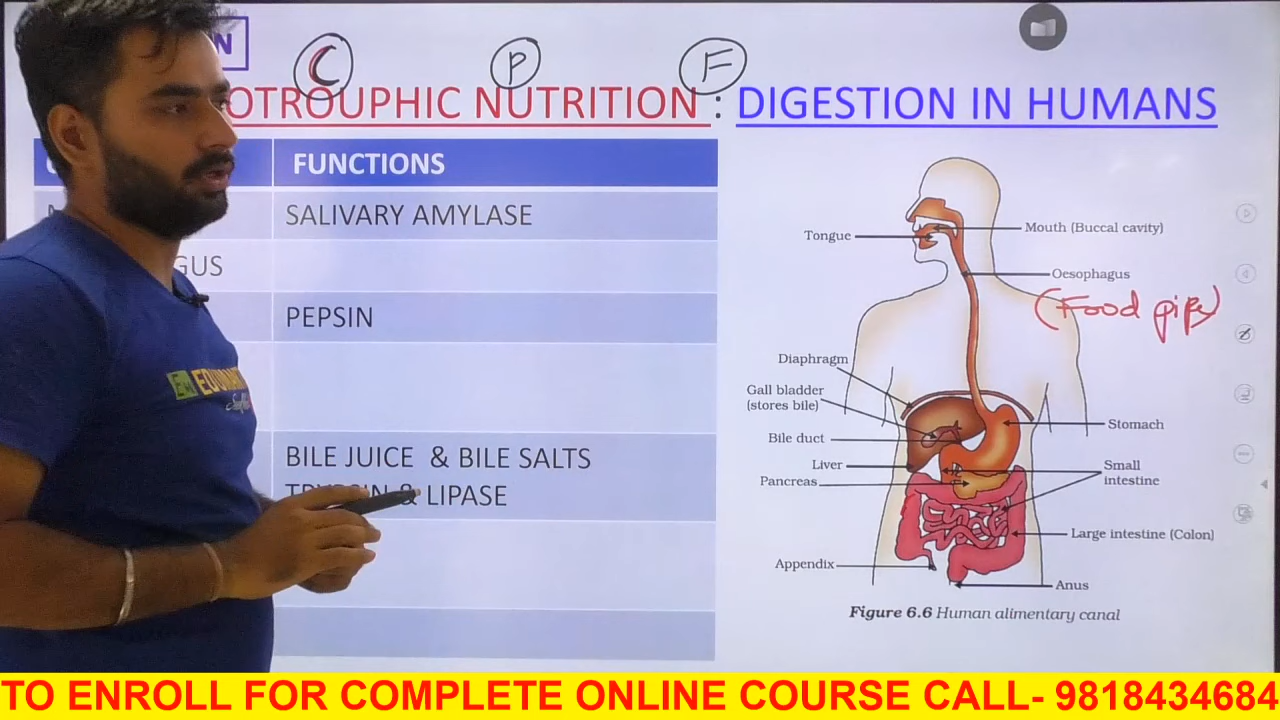 N
C P F
OTROUPHIC NUTRITION : DIGESTION IN HUMANS
FUNCTIONS
SALIVARY AMYLASE
GUS
PEPSIN
BILE JUICE & BILE SALTS
& LIPASE
Tongue
Mouth (Buccal cavity)
Oesophagus
(Food pipe)
Diaphragm
Gall bladder
(stores bile)
Bile duct
Liver
Pancreas
Stomach
Small
intestine
Large intestine (Colon)
Appendix
Anus
Figure 6.6 Human alimentary canal
TO ENROLL FOR COMPLETE ONLINE COURSE CALL- 9818434684